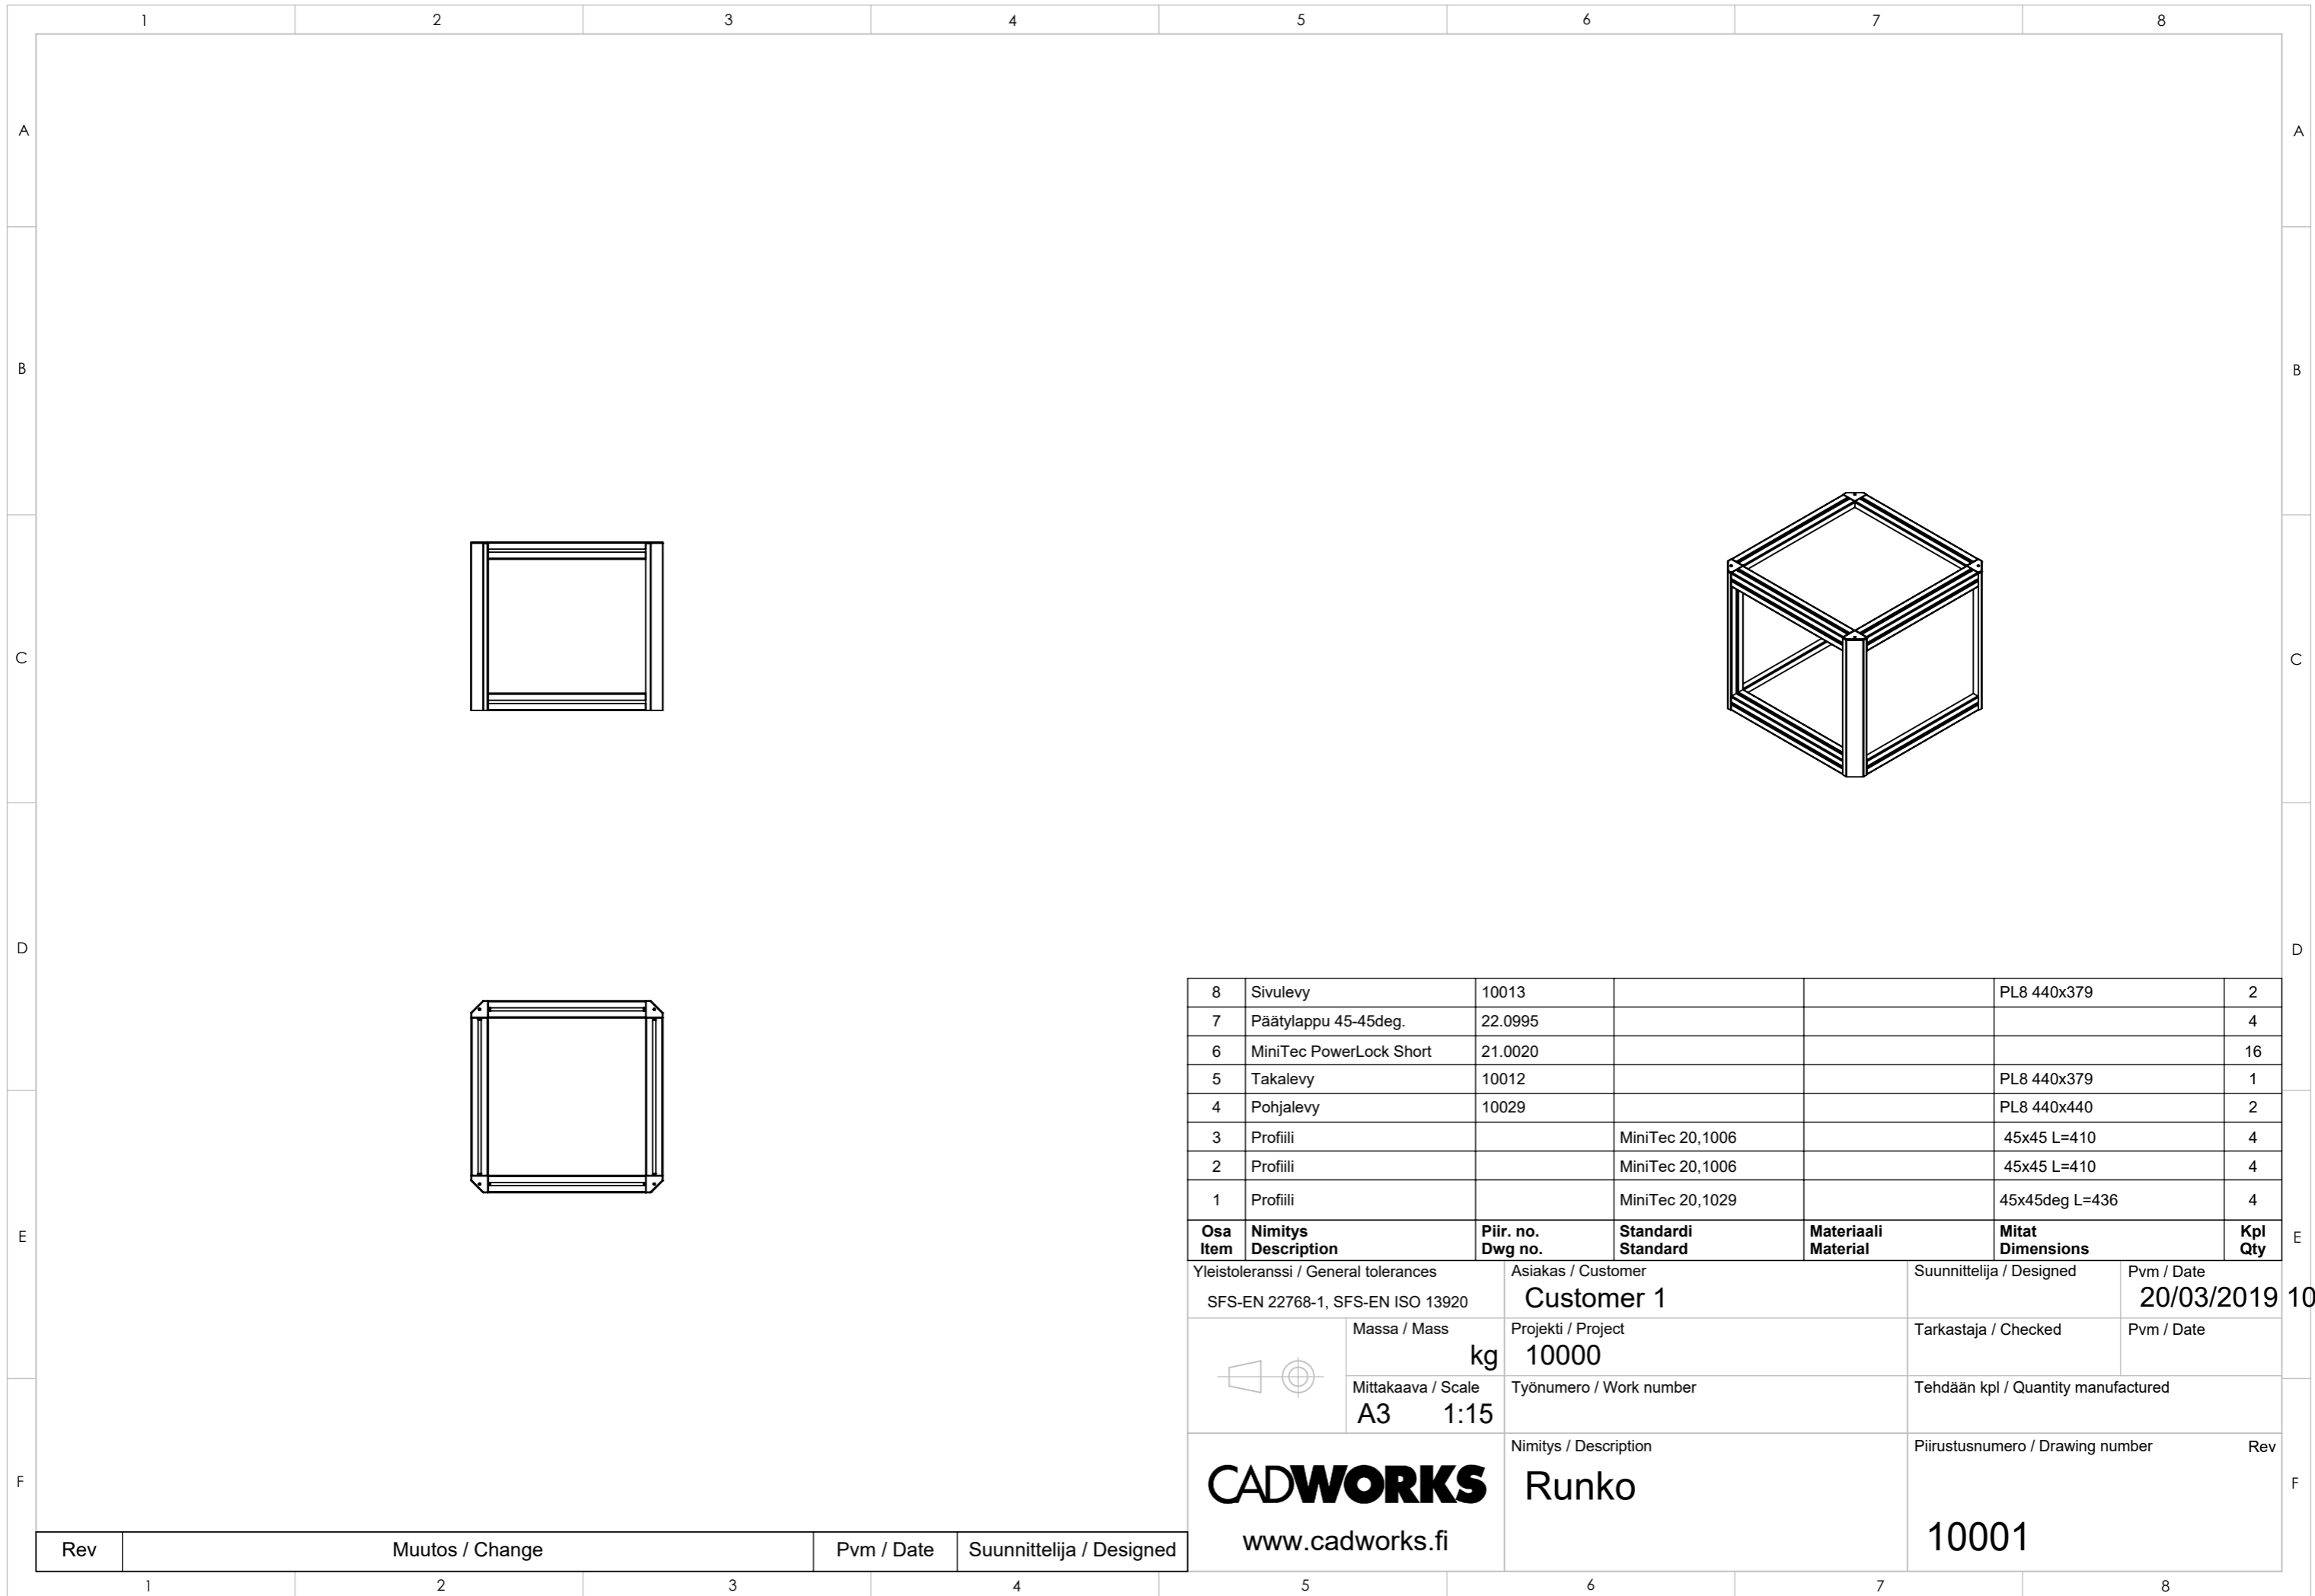 1 2 3 4 5 6 7 8
A A
B B
C C
D D
8 Sivulevy 10013 PL8 440x379 2
7 Päätylappu 45-45deg. 22.0995 4
6 MiniTec PowerLock Short 21.0020 16
5 Takalevy 10012 PL8 440x379 1
4 Pohjalevy 10029 PL8 440x440 2
3 Profiili MiniTec 20,1006 45x45 L=410 4
2 Profiili MiniTec 20,1006 45x45 L=410 4
1 Profiili MiniTec 20,1029 45x45deg L=436 4
E E
Osa Nimitys Piir. no. Standardi Materiaali Mitat Kpl
Item Description Dwg no. Standard Material Dimensions Qty
Yleistoleranssi / General tolerances Asiakas / Customer Suunnittelija / Designed Pvm / Date
SFS-EN 22768-1, SFS-EN ISO 13920 Customer 1 20/03/2019 10
Massa / Mass Projekti / Project Tarkastaja / Checked Pvm / Date
kg 10000
Mittakaava / Scale Työnumero / Work number Tehdään kpl / Quantity manufactured
A3 1:15
Nimitys / Description Piirustusnumero / Drawing number Rev
F F
CADWORKS Runko
www.cadworks.fi 10001
Rev Muutos / Change Pvm / Date Suunnittelija / Designed
1 2 3 4 5 6 7 8